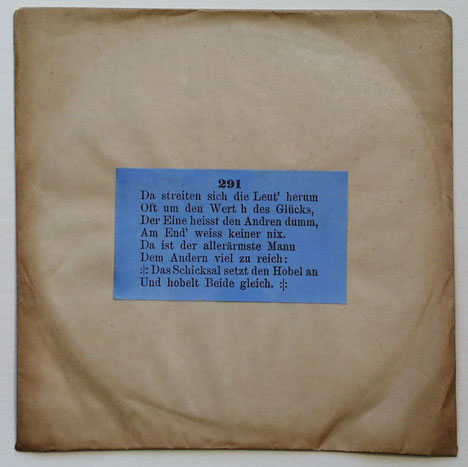 291
Da streiten sich die Leut' herum
Oft um den Wert h des Glücks,
Der Eine heisst den Andren dumm,
Am End' weiss keiner nix.
Da ist der allerärmste Mann
Dem Andern viel zu reich:
:|: Das Schicksal setzt den Hobel an
Und hobelt Beide gleich. :|: